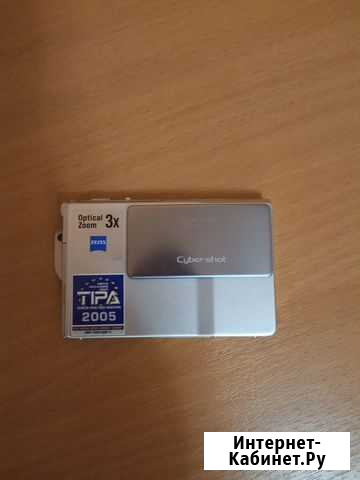 Optical
Zoom 3x
ZEISS
Cyber-shot
TIPA
2005
Интернет-
Кабинет.Ру